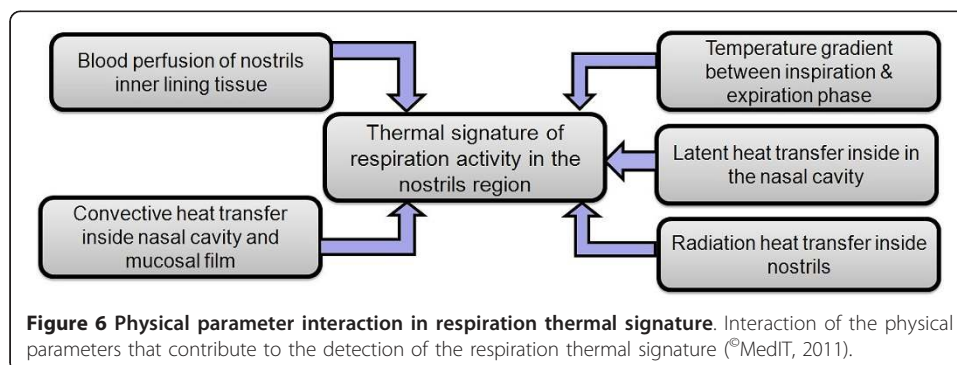 Blood perfusion of nostrils
inner lining tissue
Temperature gradient
between inspiration &
expiration phase
Thermal signature of
respiration activity in the
nostrils region
Latent heat transfer inside in
the nasal cavity
Convective heat transfer
inside nasal cavity and
mucosal film
Radiation heat transfer inside
nostrils
Figure 6 Physical parameter interaction in respiration thermal signature. Interaction of the physical
parameters that contribute to the detection of the respiration thermal signature (©MedIT, 2011).